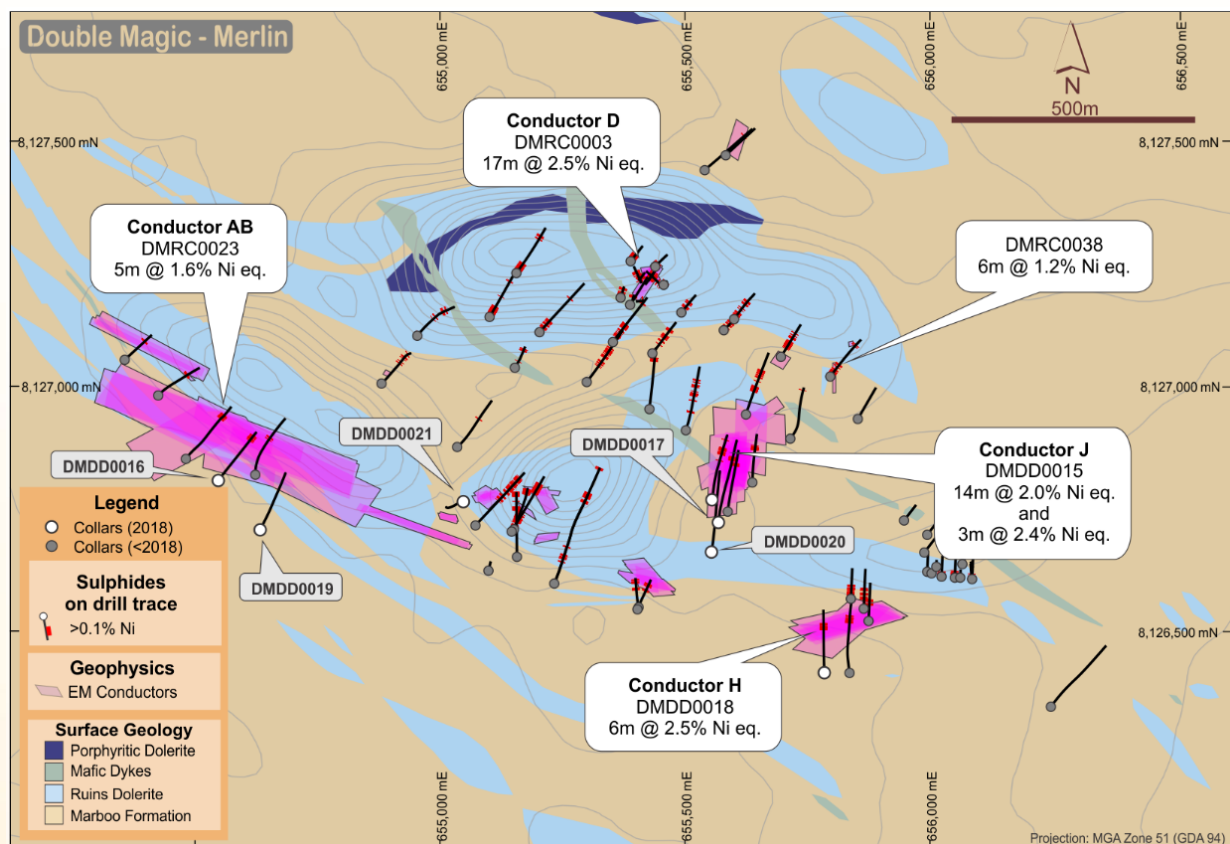 Double Magic - Merlin
655,000 mE
655,500 mE
656,000 mE
656,500 mE
N
500m
8,127,500 mN
8,127,500 mN
Conductor D
DMRC0003
17m @ 2.5% Ni eq.
Conductor AB
DMRC0023
5m @ 1.6% Ni eq.
DMRC0038
6m @ 1.2% Ni eq.
8,127,000 mN
8,127,000 mN
DMDD0021
DMDD0017
DMDD0016
Conductor J
DMDD0015
14m @ 2.0% Ni eq.
and
3m @ 2.4% Ni eq.
DMDD0020
DMDD0019
Legend
Collars (2018)
Collars (<2018)
Sulphides
on drill trace
>0.1% Ni
Geophysics
EM Conductors
Surface Geology
Porphyritic Dolerite
Mafic Dykes
Ruins Dolerite
Marboo Formation
8,126,500 mN
Conductor H
DMDD0018
6m @ 2.5% Ni eq.
655,000 mE
655,500 mE
656,000 mE
Projection: MGA Zone 51 (GDA 94)